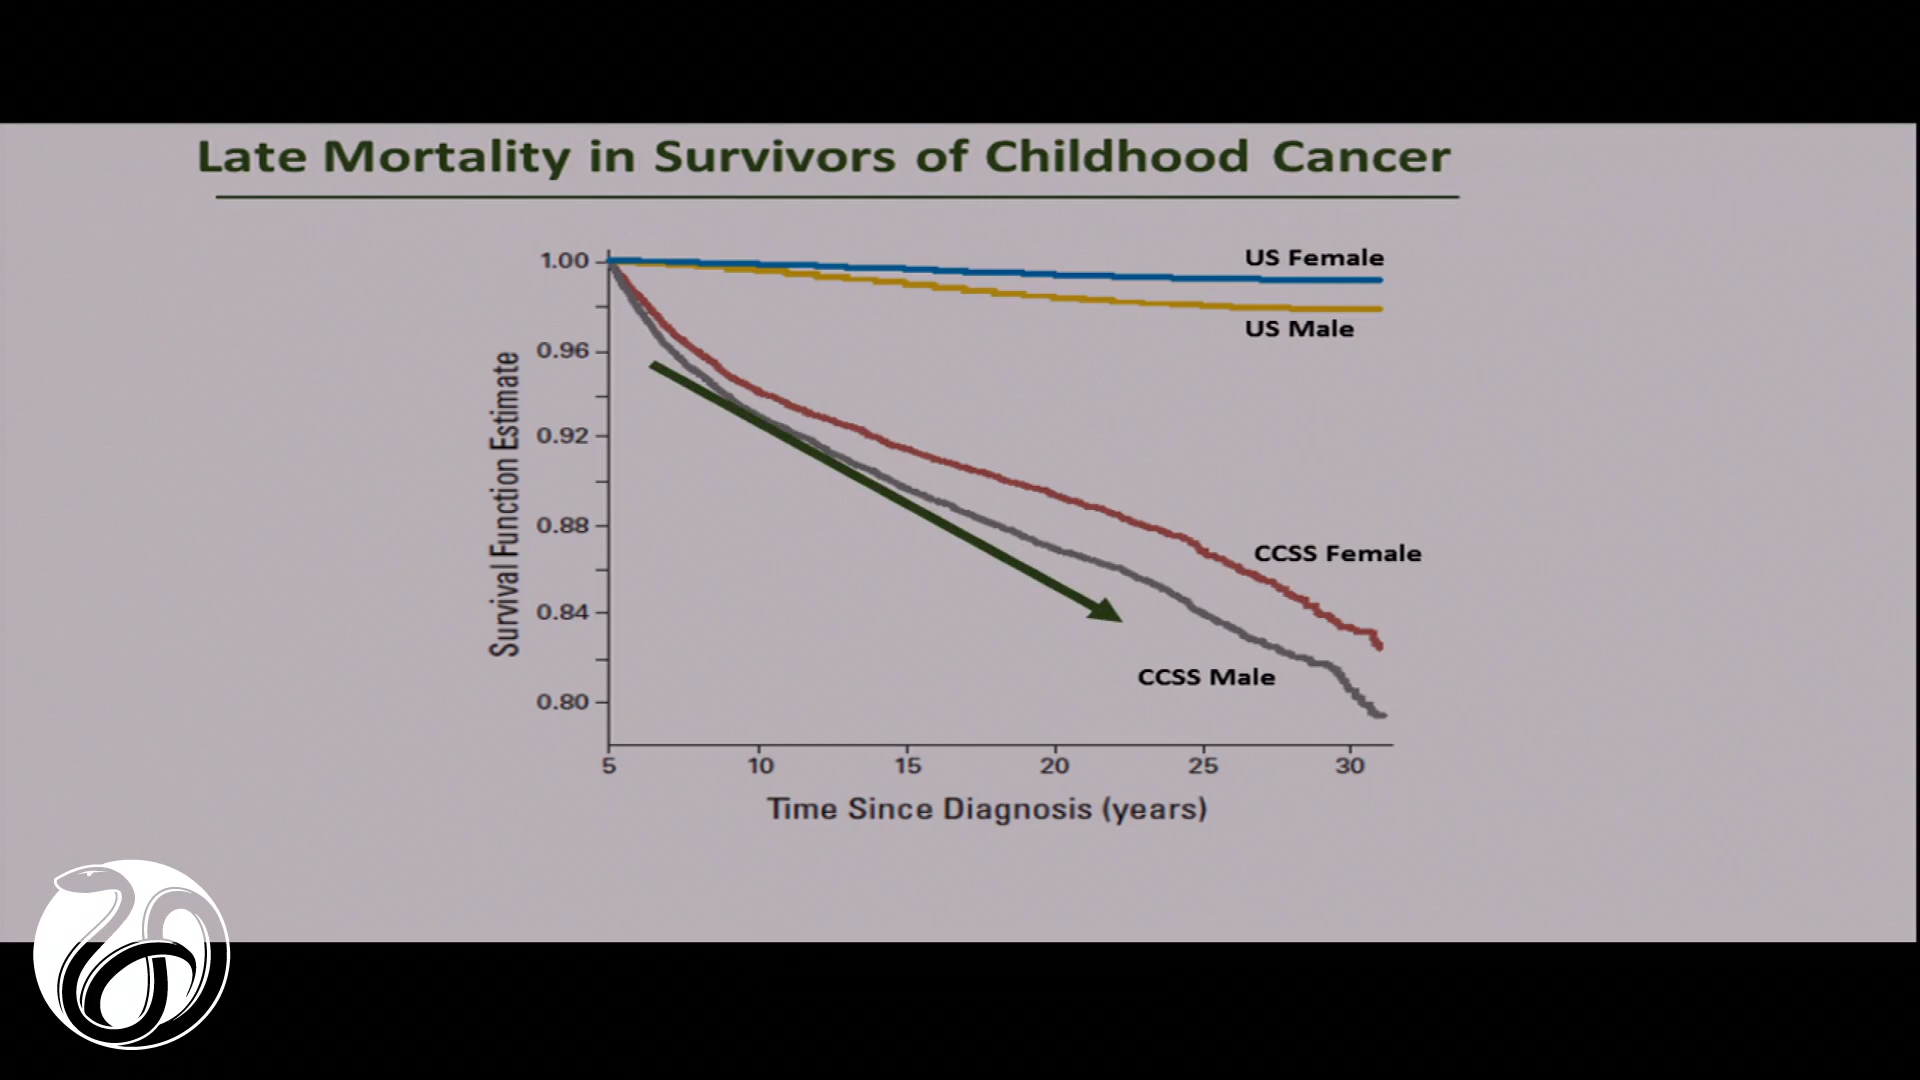 Late Mortality in Survivors of Childhood Cancer
US Female
US Male
CCSS Female
CCSS Male
Survival Function Estimate
1.00
0.96
0.92
0.88
0.84
0.80
5 10 15 20 25 30
Time Since Diagnosis (years)